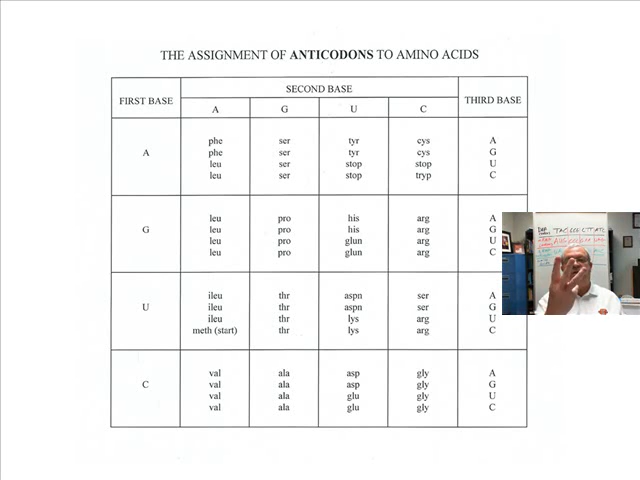 THE ASSIGNMENT OF ANTICODONS TO AMINO ACIDS
FIRST BASE SECOND BASE THIRD BASE
A G U C
A
phe ser tyr cys A
phe ser tyr cys G
leu ser stop stop U
leu ser stop tryp C
G
leu pro his arg A
leu pro his arg G
leu pro glun arg U
leu pro glun arg C
U
ileu thr aspn ser A
ileu thr aspn ser G
ileu thr lys arg U
meth (start) thr lys arg C
C
val ala asp gly A
val ala asp gly G
val ala glu gly U
val ala glu gly C